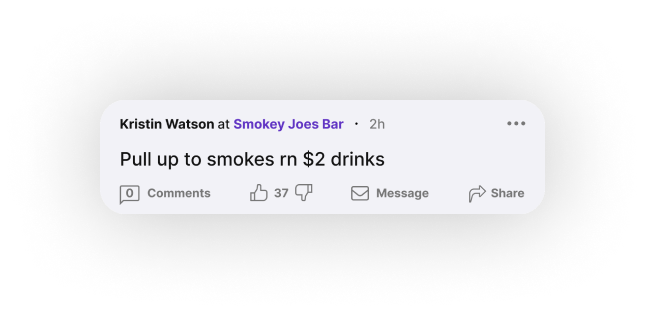 Kristin Watson at Smokey Joes Bar · 2h
Pull up to smokes rn $2 drinks
0 Comments 37 Message Share